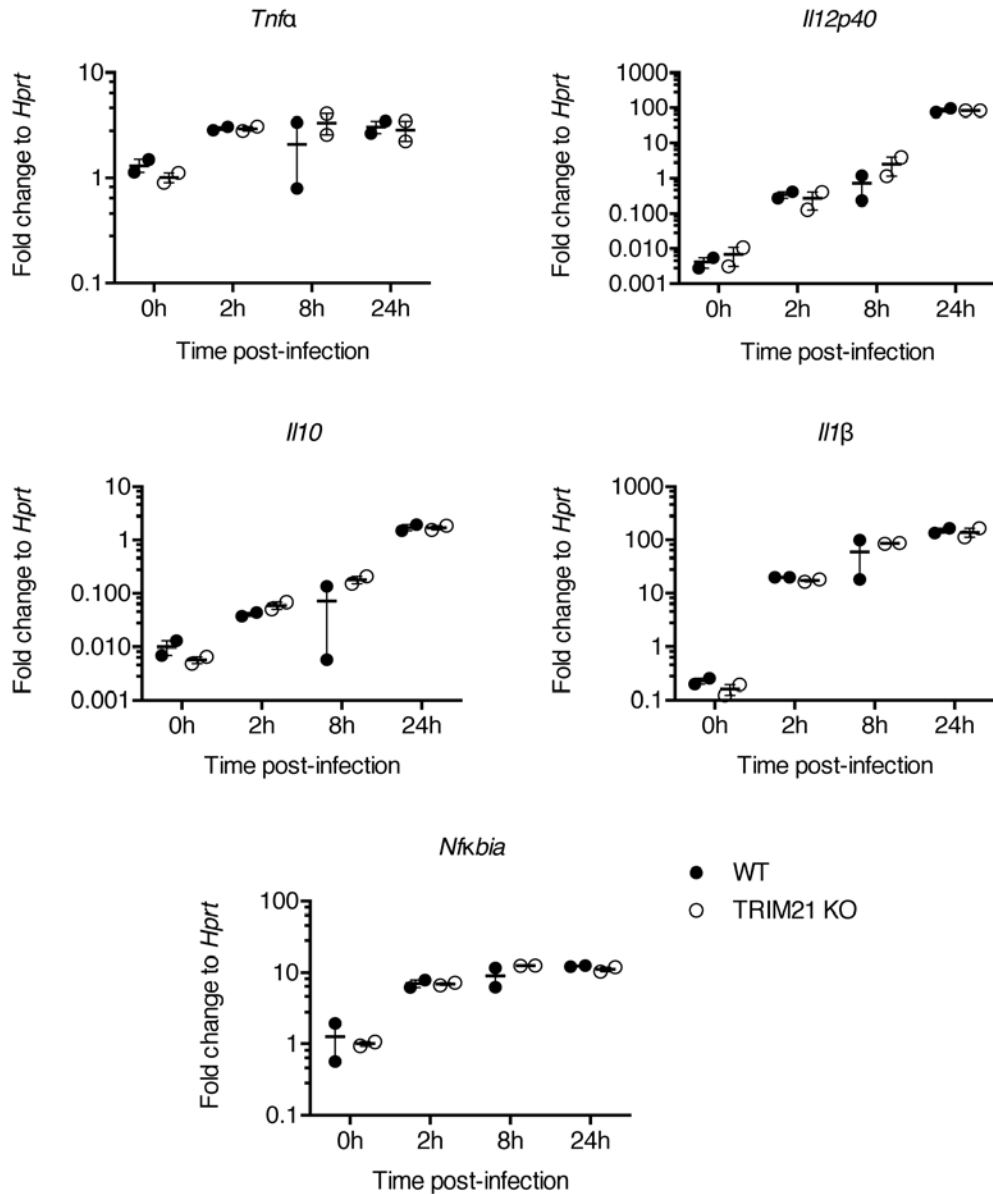 Tnfα
Fold change to Hprt
10
1
0.1
0h 2h 8h 24h
Time post-infection
Il12p40
Fold change to Hprt
1000
100
10
1
0.100
0.010
0.001
0h 2h 8h 24h
Time post-infection
Il10
Fold change to Hprt
10
1
0.100
0.010
0.001
0h 2h 8h 24h
Time post-infection
Il1β
Fold change to Hprt
1000
100
10
1
0.1
0h 2h 8h 24h
Time post-infection
Nfκbia
Fold change to Hprt
100
10
1
0.1
0h 2h 8h 24h
Time post-infection
WT
TRIM21 KO